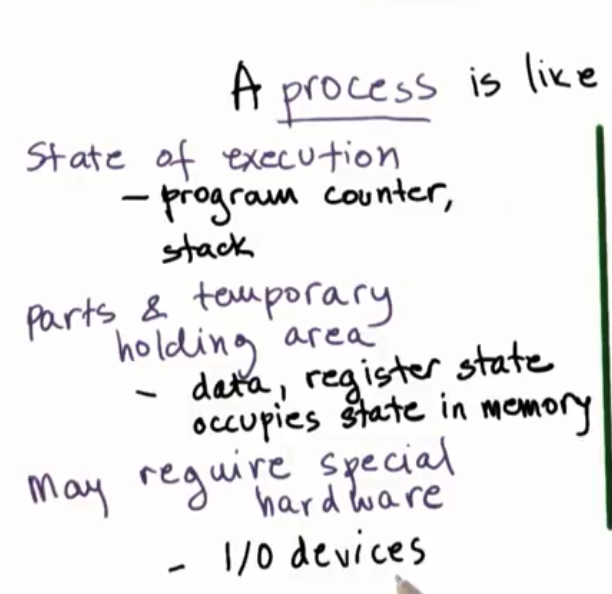 A process is like
State of execution
- program counter,
stack
parts & temporary
holding area
- data, register state
occupies state in memory
May require special
hardware
- I/O devices